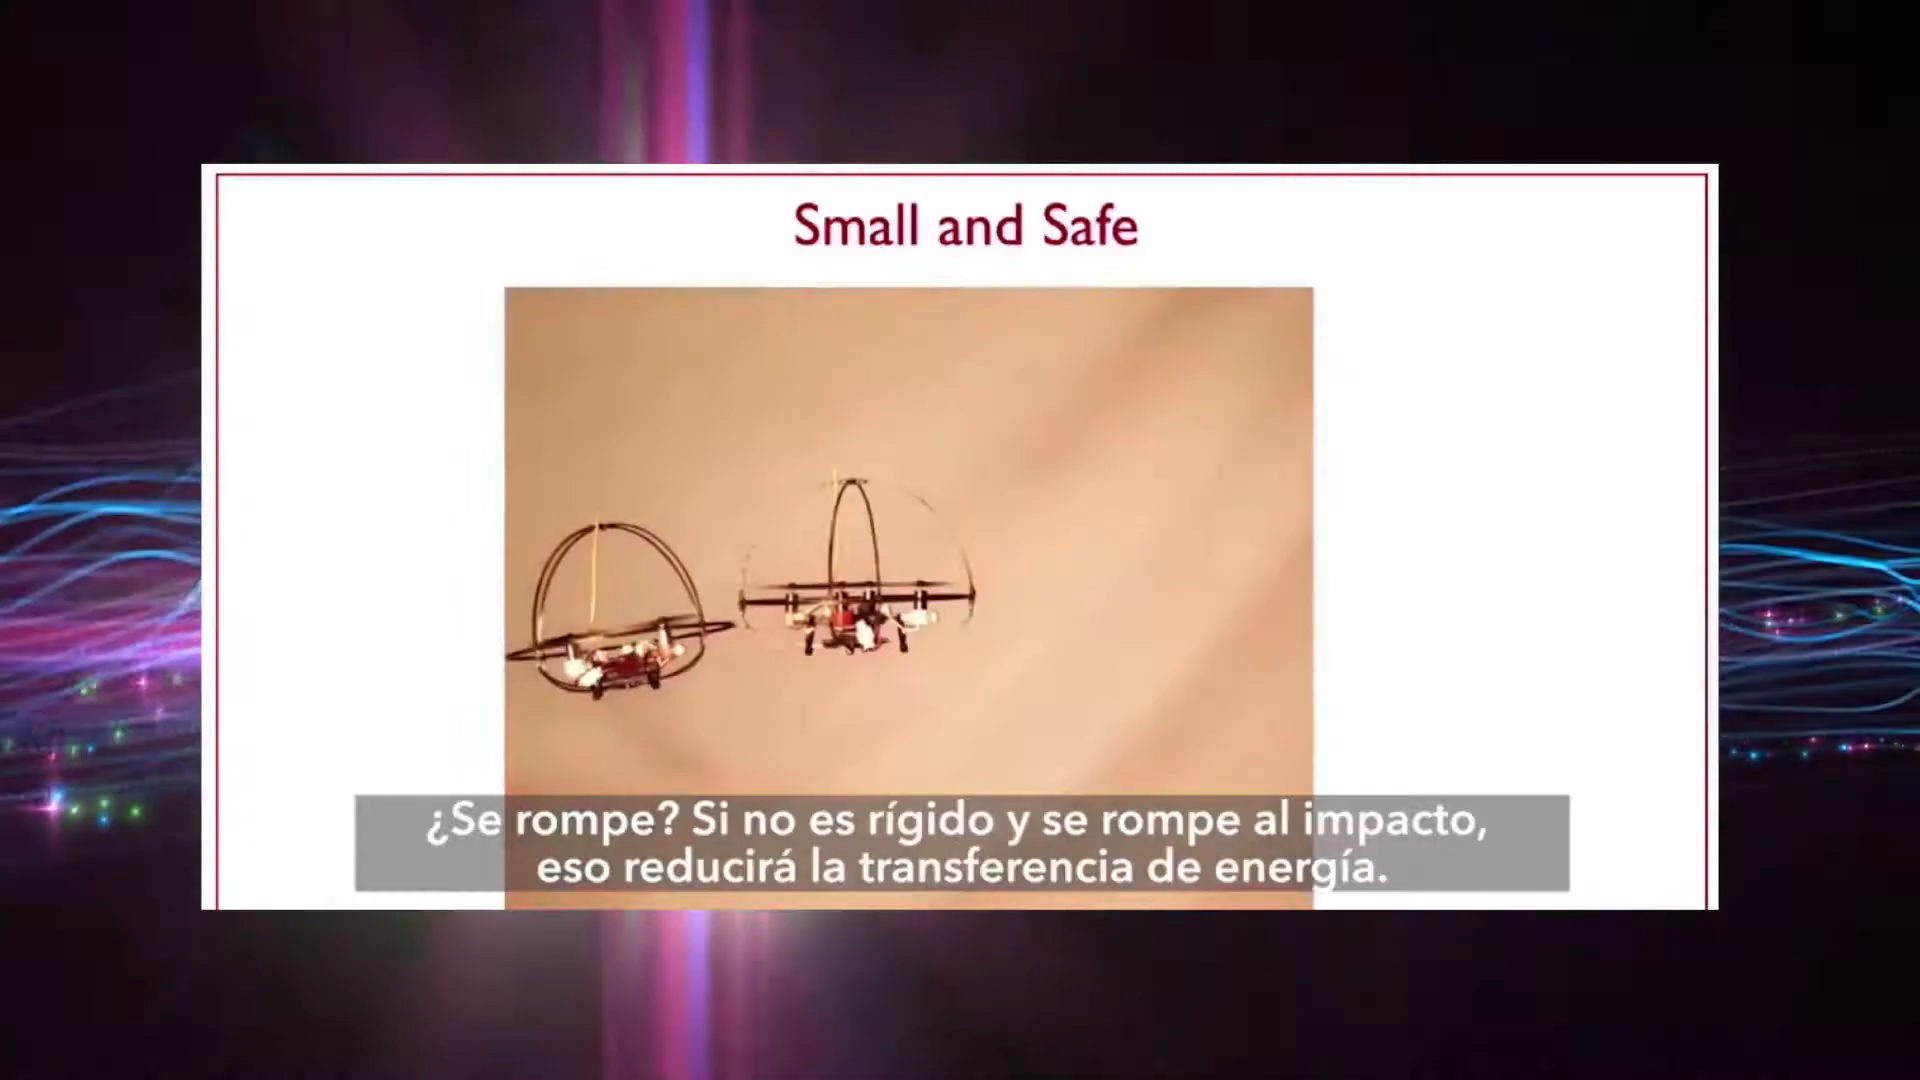 Small and Safe
¿Se rompe? Si no es rígido y se rompe al impacto,
eso reducirá la transferencia de energía.